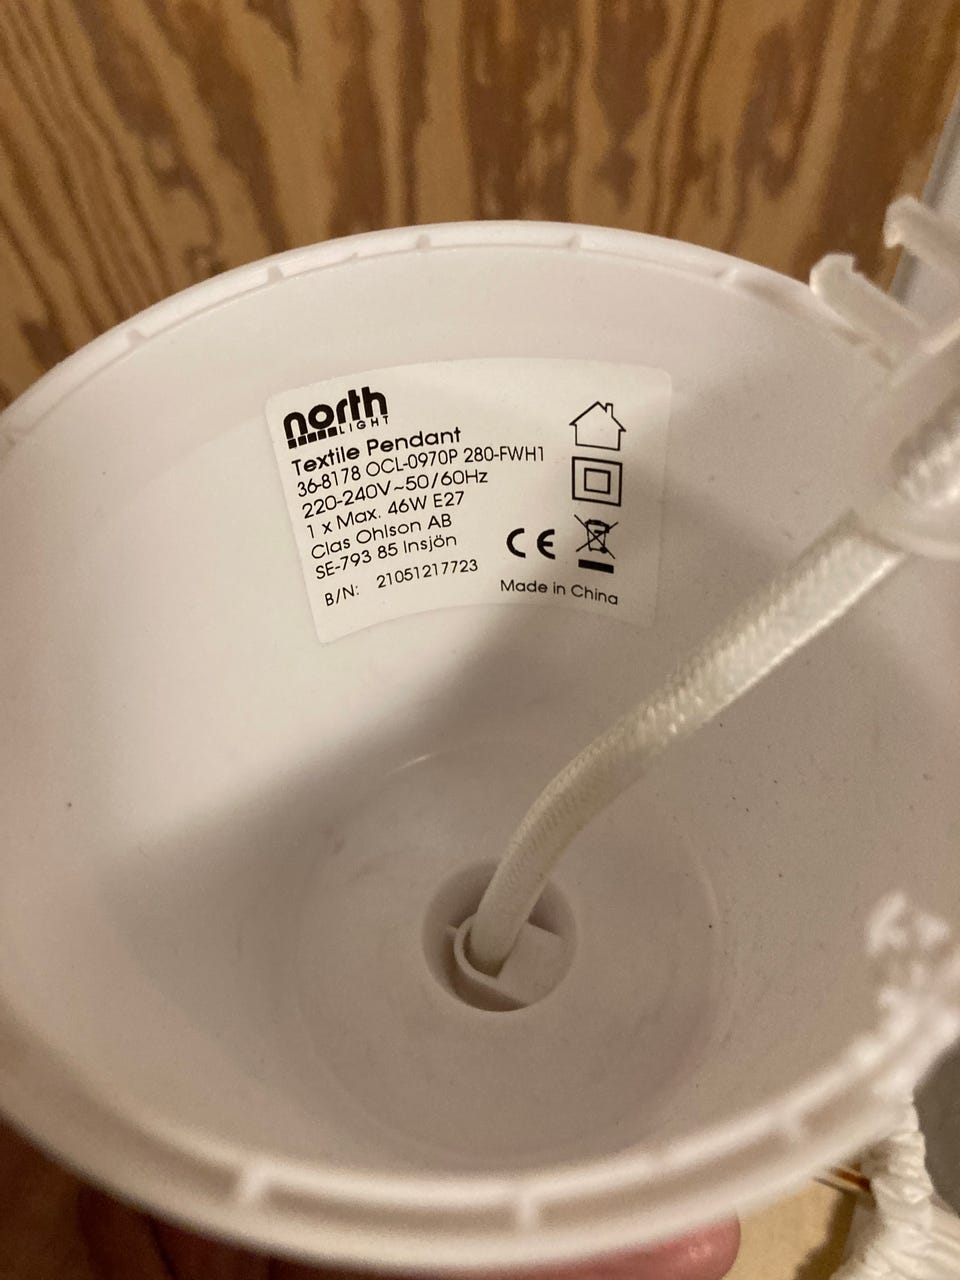 north
LIGHT
Textile Pendant
36-8178 OCL-0970P 280-FWH1
220-240V~50/60Hz
1 x Max. 46W E27
Clas Ohlson AB
SE-793 85 Insjön
B/N: 21051217723
CE
Made in China